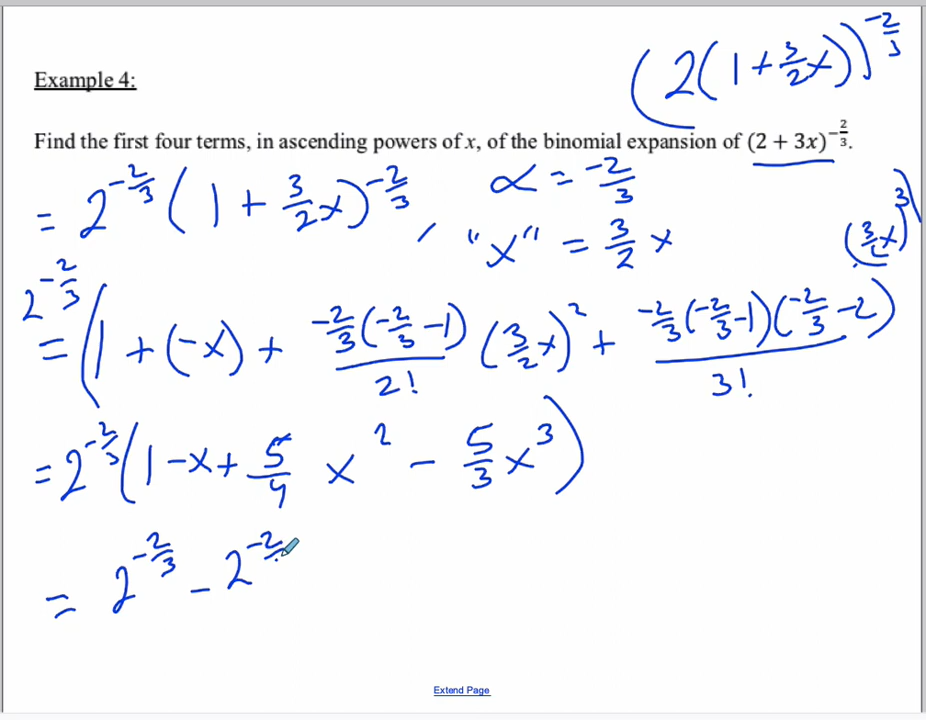 Example 4:
(2(1+3/2x))^-2/3
Find the first four terms, in ascending powers of x, of the binomial expansion of (2 + 3x)^-2/3.
= 2^-2/3 (1 + 3/2x)^-2/3 , α = -2/3
"x" = 3/2 x
(3/2x)^3)
2^-2/3
= (1 + (-x) + -2/3(-2/3-1)/2! (3/2x)^2 + -2/3(-2/3-1)(-2/3-2)/3!
= 2^-2/3 (1-x+ 5/4 x^2 - 5/3x^3)
= 2^-2/3 - 2^-2/
Extend Page